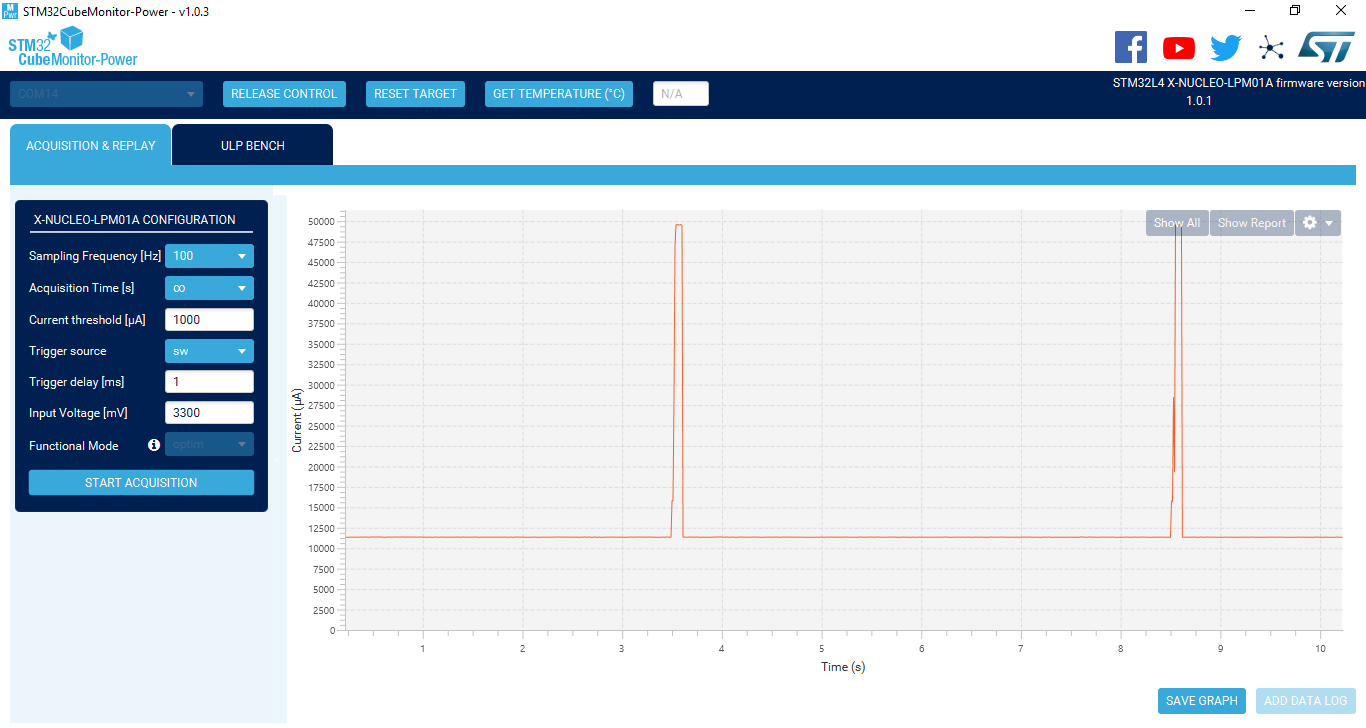 M
Pwr
STM32CubeMonitor-Power - v1.0.3
STM32
CubeMonitor-Power
ST
COM14
RELEASE CONTROL
RESET TARGET
GET TEMPERATURE (°C)
N/A
STM32L4 X-NUCLEO-LPM01A firmware version
1.0.1
ACQUISITION & REPLAY
ULP BENCH
X-NUCLEO-LPM01A CONFIGURATION
Sampling Frequency [Hz] 100
Acquisition Time [s] ∞
Current threshold [µA] 1000
Trigger source sw
Trigger delay [ms] 1
Input Voltage [mV] 3300
Functional Mode optim
START ACQUISITION
Show All
Show Report
50000
47500
45000
42500
40000
37500
35000
32500
30000
27500
25000
22500
20000
17500
15000
12500
10000
7500
5000
2500
0
Current (µA)
1 2 3 4 5 6 7 8 9 10
Time (s)
SAVE GRAPH
ADD DATA LOG